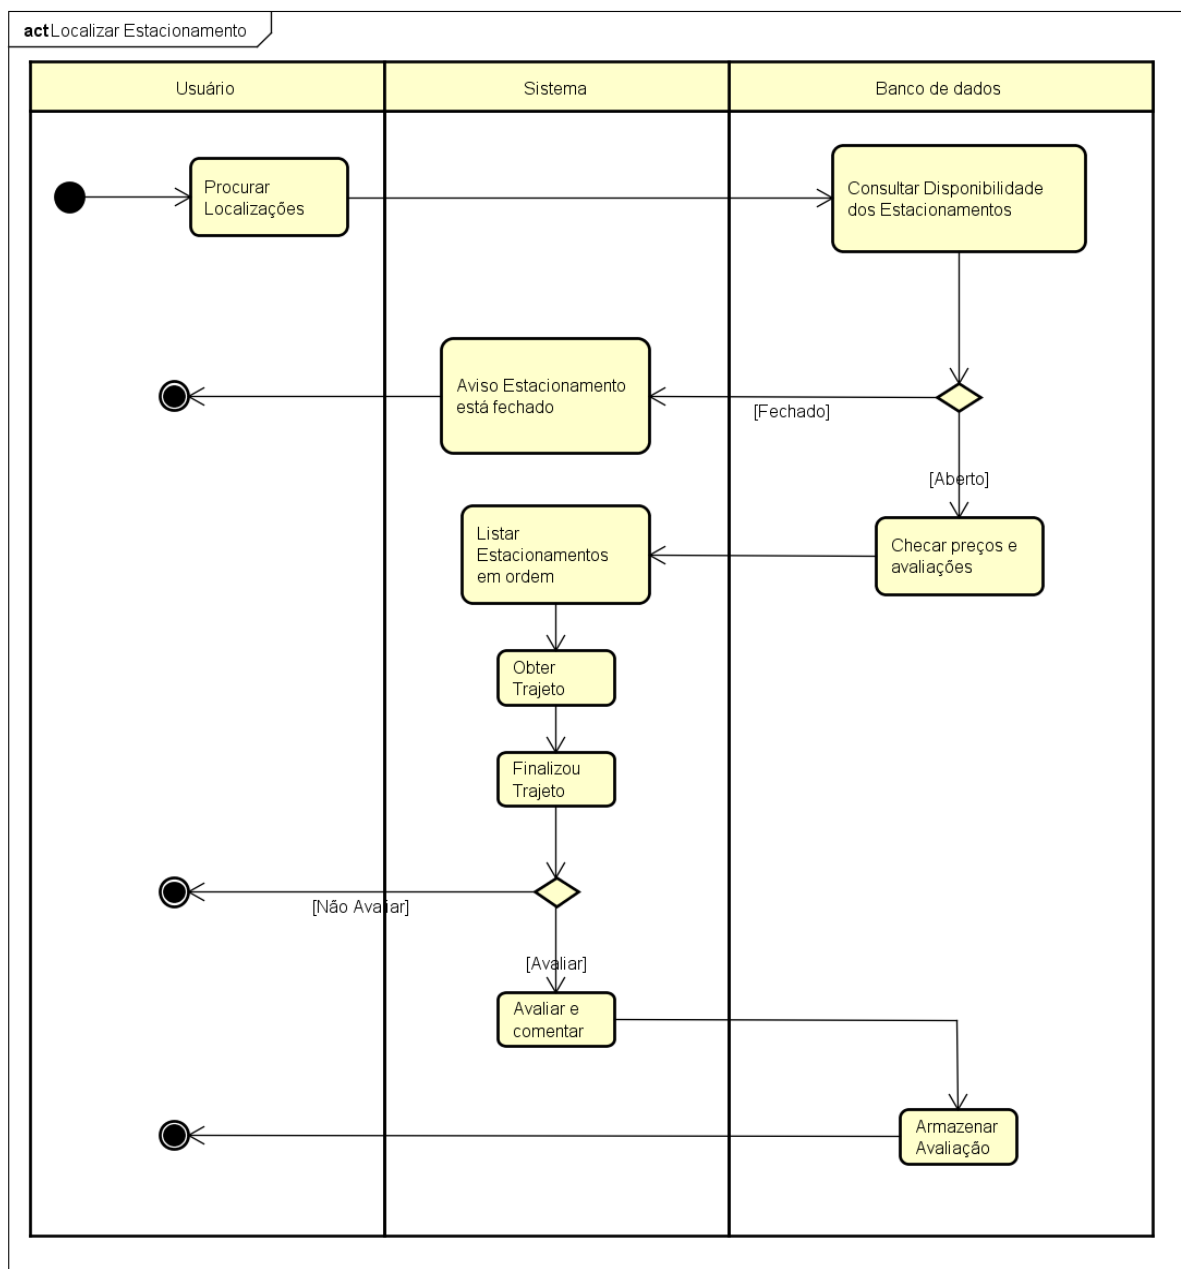 act Localizar Estacionamento
Usuário
Sistema
Banco de dados
Procurar
Localizações
Consultar Disponibilidade
dos Estacionamentos
Aviso Estacionamento
está fechado
[Fechado]
[Aberto]
Listar
Estacionamentos
em ordem
Checar preços e
avaliações
Obter
Trajeto
Finalizou
Trajeto
[Não Avaliar]
[Avaliar]
Avaliar e
comentar
Armazenar
Avaliação